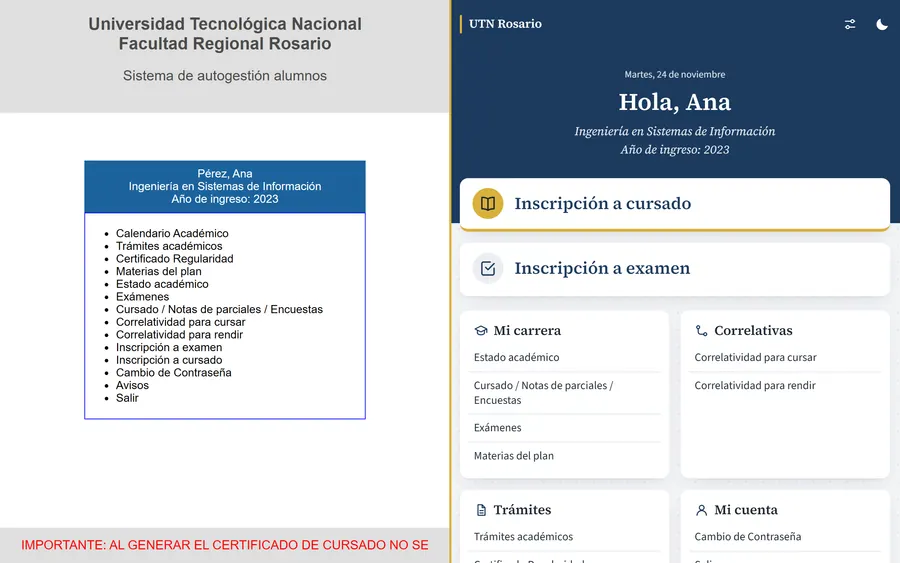 Universidad Tecnológica Nacional
Facultad Regional Rosario
Sistema de autogestión alumnos
Pérez, Ana
Ingeniería en Sistemas de Información
Año de ingreso: 2023
Calendario Académico
Trámites académicos
Certificado Regularidad
Materias del plan
Estado académico
Exámenes
Cursado / Notas de parciales / Encuestas
Correlatividad para cursar
Correlatividad para rendir
Inscripción a examen
Inscripción a cursado
Cambio de Contraseña
Avisos
Salir
IMPORTANTE: AL GENERAR EL CERTIFICADO DE CURSADO NO SE
UTN Rosario
Martes, 24 de noviembre
Hola, Ana
Ingeniería en Sistemas de Información
Año de ingreso: 2023
Inscripción a cursado
Inscripción a examen
Mi carrera
Estado académico
Cursado / Notas de parciales /
Encuestas
Exámenes
Materias del plan
Correlativas
Correlatividad para cursar
Correlatividad para rendir
Trámites
Trámites académicos
Mi cuenta
Cambio de Contraseña